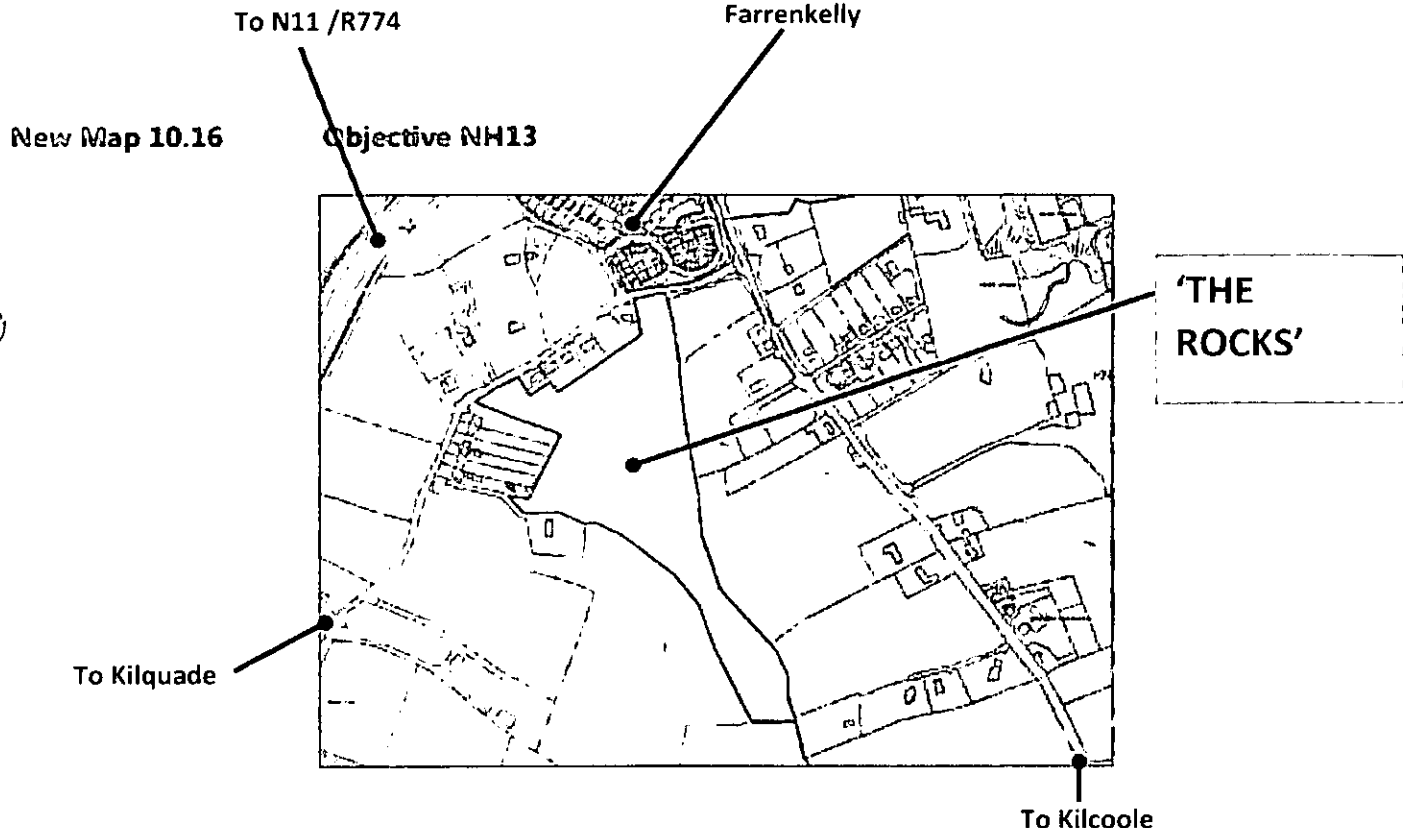 To N11 /R774
Farrenkelly
New Map 10.16
Objective NH13
'THE
ROCKS'
To Kilquade
To Kilcoole